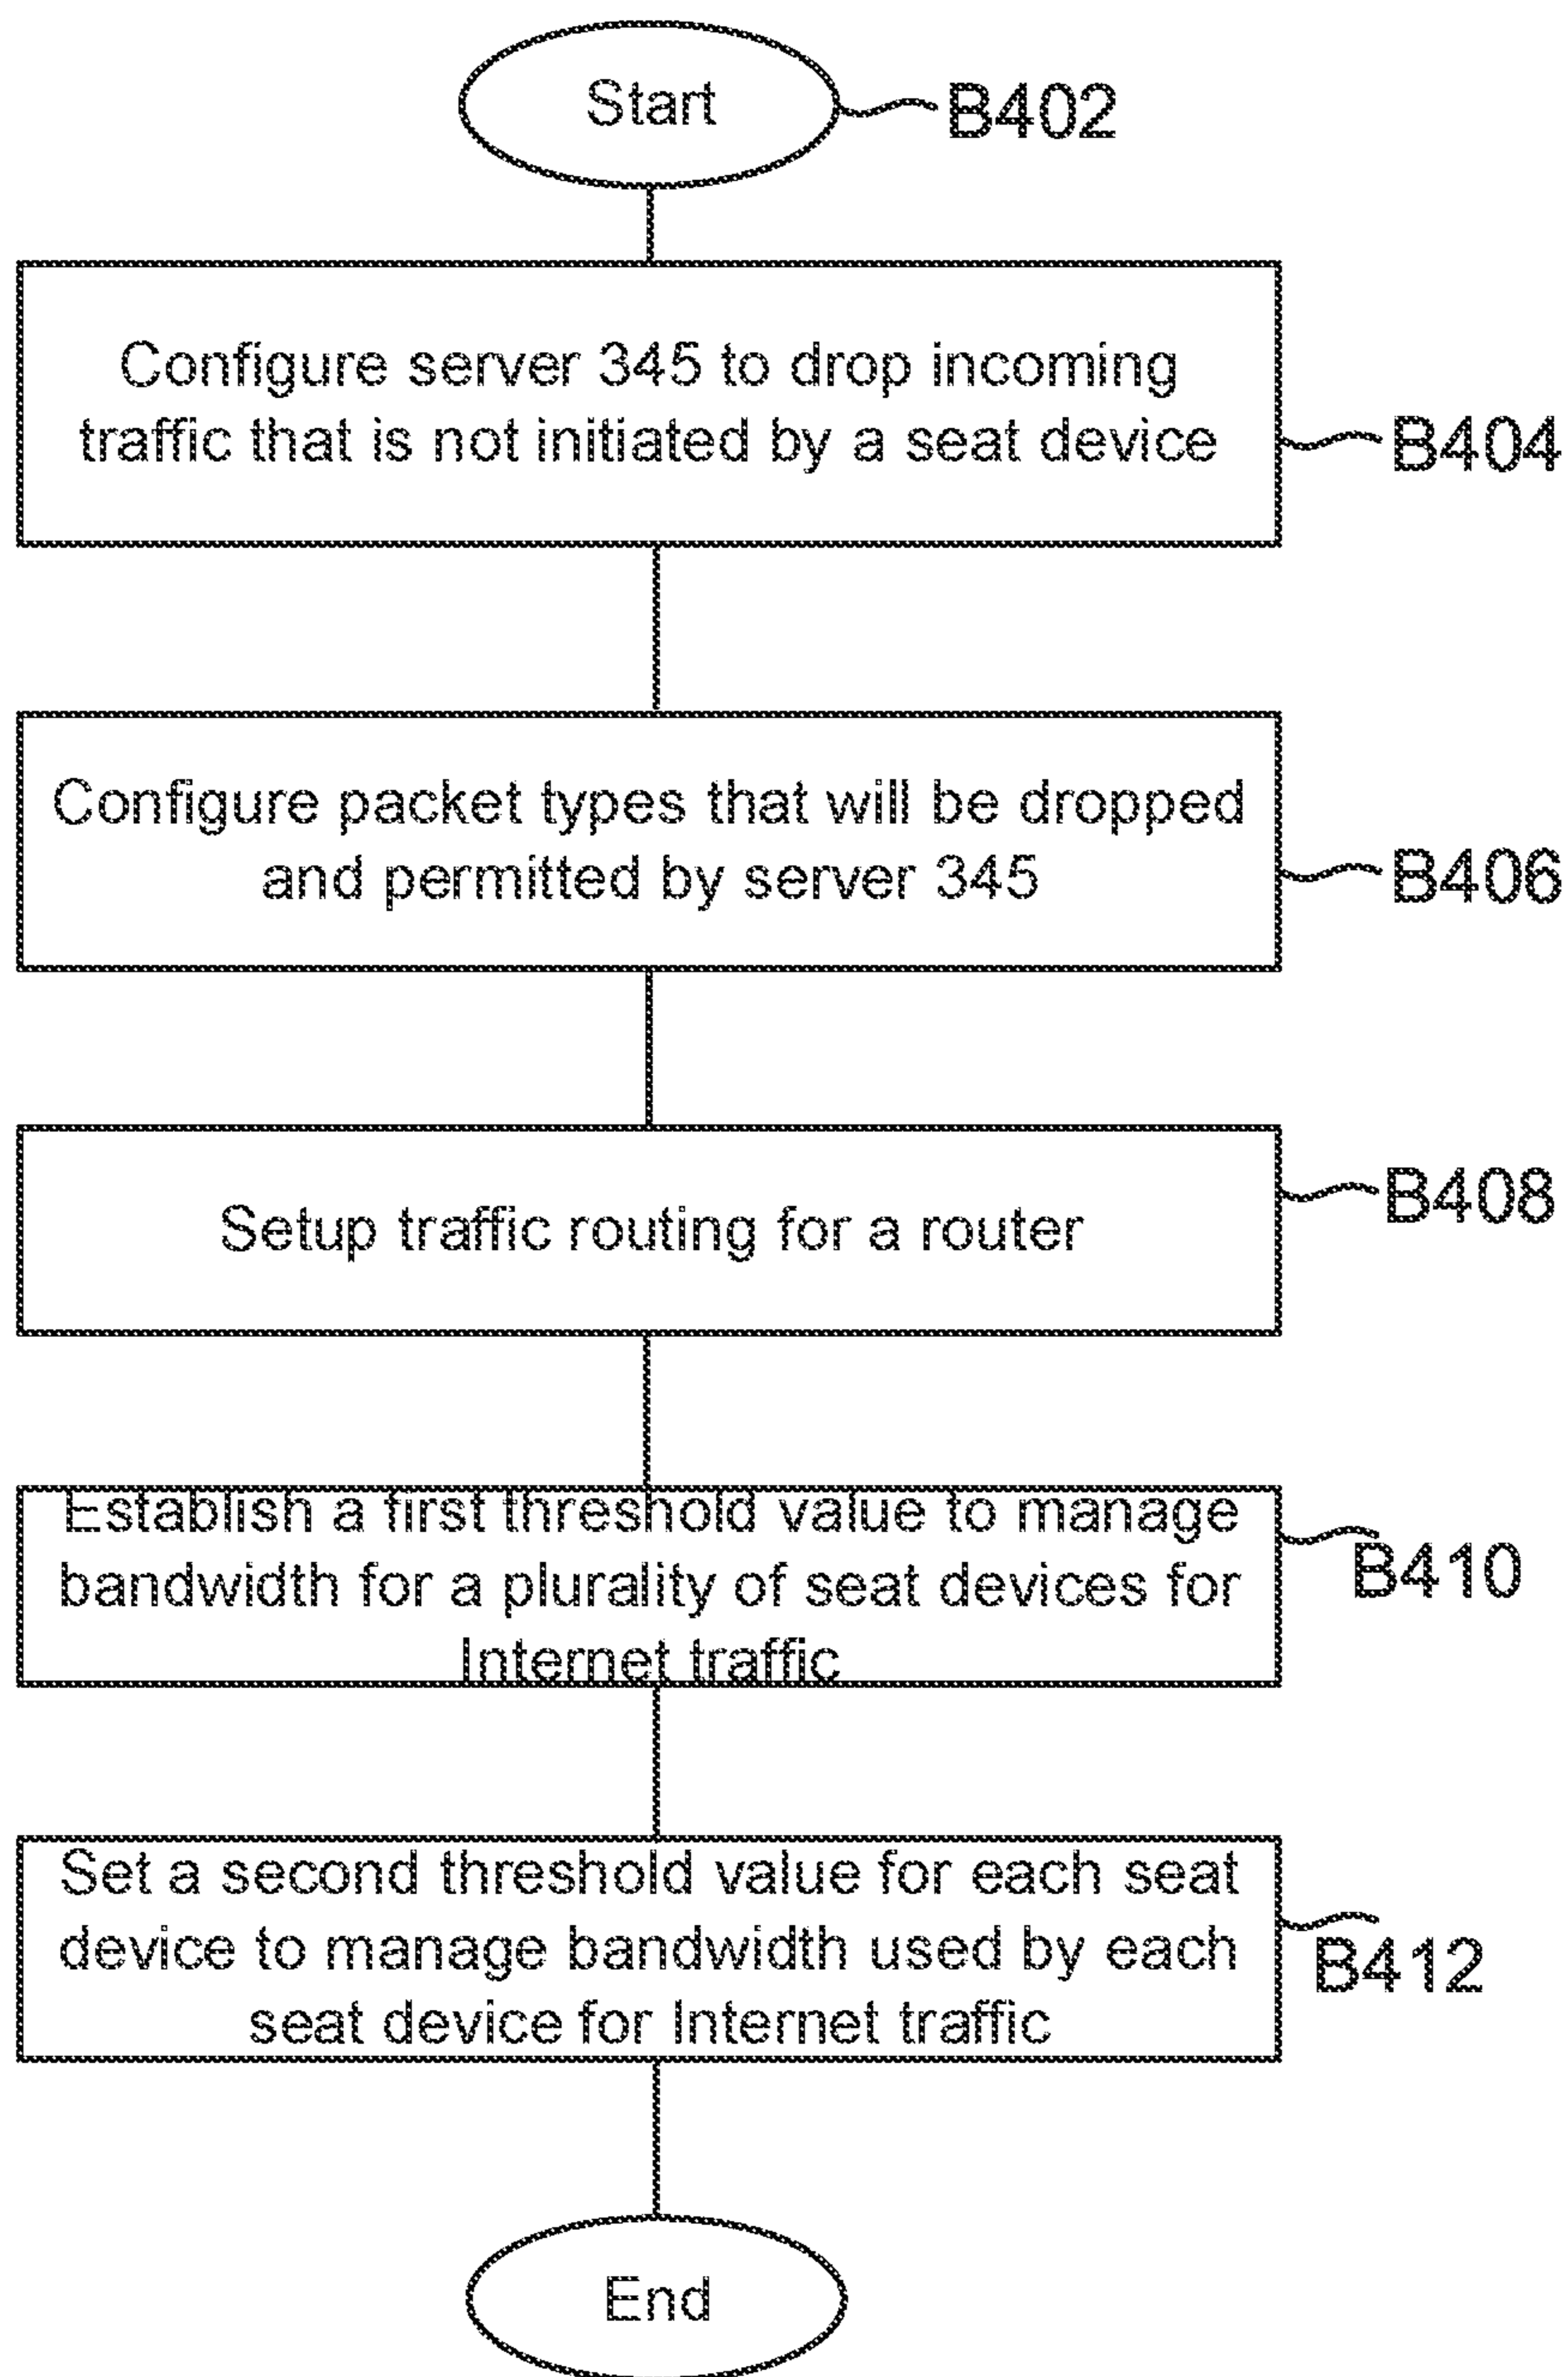 Start
B402
Configure server 345 to drop incoming
traffic that is not initiated by a seat device
B404
Configure packet types that will be dropped
and permitted by server 345
B406
Setup traffic routing for a router
B408
Establish a first threshold value to manage
bandwidth for a plurality of seat devices for
Internet traffic
B410
Set a second threshold value for each seat
device to manage bandwidth used by each
seat device for Internet traffic
B412
End